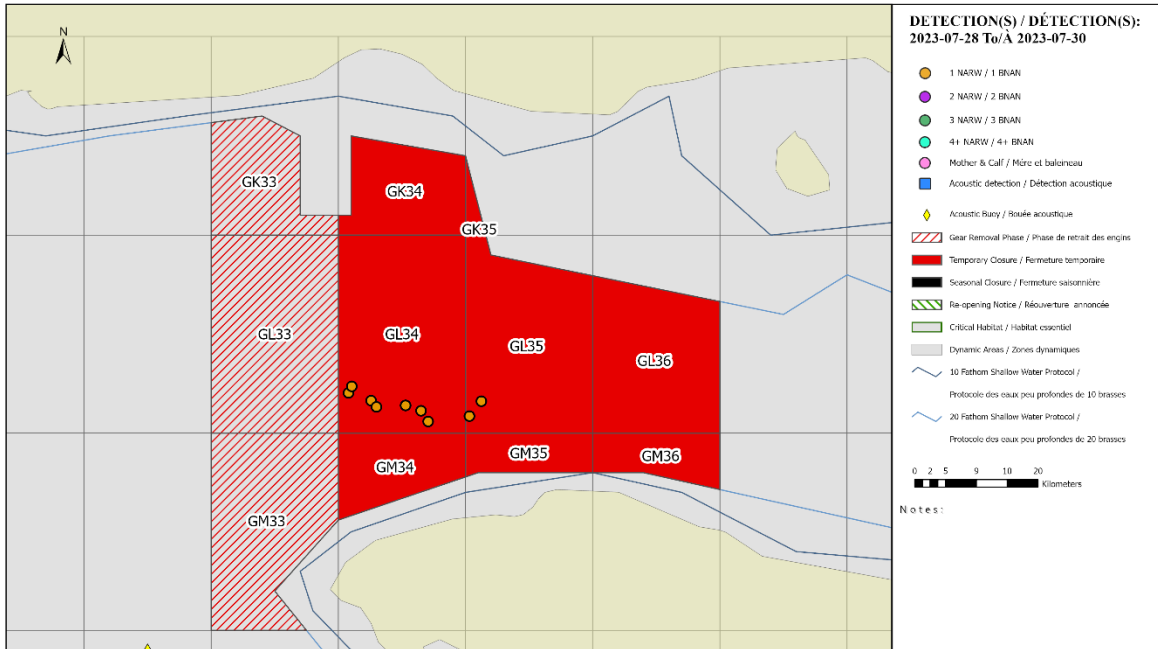 N
GK33
GK34
GK35
GL33
GL34
GL35
GL36
GM34
GM35
GM36
GM33
DETECTION(S) / DÉTECTION(S):
2023-07-28 To/À 2023-07-30
1 NARW / 1 BNAN
2 NARW / 2 BNAN
3 NARW / 3 BNAN
4+ NARW / 4+ BNAN
Mother & Calf / Mère et baleineau
Acoustic detection / Détection acoustique
Acoustic Buoy / Bouée acoustique
Gear Removal Phase / Phase de retrait des engins
Temporary Closure / Fermeture temporaire
Seasonal Closure / Fermeture saisonnière
Re-opening Notice / Réouverture annoncée
Critical Habitat / Habitat essentiel
Dynamic Areas / Zones dynamiques
10 Fathom Shallow Water Protocol /
Protocole des eaux peu profondes de 10 brasses
20 Fathom Shallow Water Protocol /
Protocole des eaux peu profondes de 20 brasses
0 2 5 9 10 20
Kilometers
Notes: